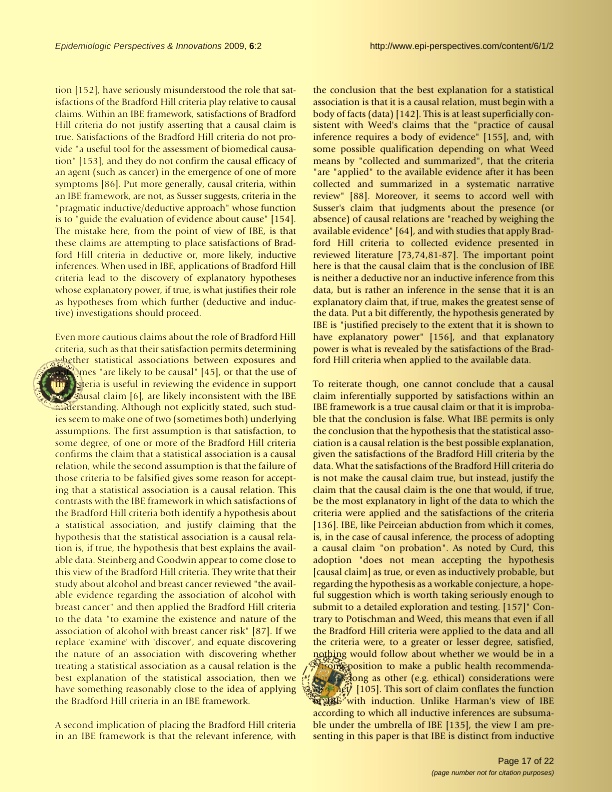 Epidemiologic Perspectives & Innovations 2009, 6:2
http://www.epi-perspectives.com/content/6/1/2
tion [152], have seriously misunderstood the role that sat-
isfactions of the Bradford Hill criteria play relative to causal
claims. Within an IBE framework, satisfactions of Bradford
Hill criteria do not justify asserting that a causal claim is
true. Satisfactions of the Bradford Hill criteria do not pro-
vide "a useful tool for the assessment of biomedical causa-
tion" [153], and they do not confirm the causal efficacy of
an agent (such as cancer) in the emergence of one of more
symptoms [86]. Put more generally, causal criteria, within
an IBE framework, are not, as Susser suggests, criteria in the
"pragmatic inductive/deductive approach" whose function
is to "guide the evaluation of evidence about cause" [154].
The mistake here, from the point of view of IBE, is that
these claims are attempting to place satisfactions of Brad-
ford Hill criteria in deductive or, more likely, inductive
inferences. When used in IBE, applications of Bradford Hill
criteria lead to the discovery of explanatory hypotheses
whose explanatory power, if true, is what justifies their role
as hypotheses from which further (deductive and induc-
tive) investigations should proceed.
Even more cautious claims about the role of Bradford Hill
criteria, such as that their satisfaction permits determining
whether statistical associations between exposures and
mes "are likely to be causal" [45], or that the use of
teria is useful in reviewing the evidence in support
ausal claim [6], are likely inconsistent with the IBE
understanding. Although not explicitly stated, such stud-
ies seem to make one of two (sometimes both) underlying
assumptions. The first assumption is that satisfaction, to
some degree, of one or more of the Bradford Hill criteria
confirms the claim that a statistical association is a causal
relation, while the second assumption is that the failure of
those criteria to be falsified gives some reason for accept-
ing that a statistical association is a causal relation. This
contrasts with the IBE framework in which satisfactions of
the Bradford Hill criteria both identify a hypothesis about
a statistical association, and justify claiming that the
hypothesis that the statistical association is a causal rela-
tion is, if true, the hypothesis that best explains the avail-
able data. Steinberg and Goodwin appear to come close to
this view of the Bradford Hill criteria. They write that their
study about alcohol and breast cancer reviewed "the avail-
able evidence regarding the association of alcohol with
breast cancer" and then applied the Bradford Hill criteria
to the data "to examine the existence and nature of the
association of alcohol with breast cancer risk" [87]. If we
replace 'examine' with 'discover', and equate discovering
the nature of an association with discovering whether
treating a statistical association as a causal relation is the
best explanation of the statistical association, then we
have something reasonably close to the idea of applying
the Bradford Hill criteria in an IBE framework.
A second implication of placing the Bradford Hill criteria
in an IBE framework is that the relevant inference, with
the conclusion that the best explanation for a statistical
association is that it is a causal relation, must begin with a
body of facts (data) [142]. This is at least superficially con-
sistent with Weed's claims that the "practice of causal
inference requires a body of evidence" [155], and, with
some possible qualification depending on what Weed
means by "collected and summarized", that the criteria
"are "applied" to the available evidence after it has been
collected and summarized in a systematic narrative
review" [88]. Moreover, it seems to accord well with
Susser's claim that judgments about the presence (or
absence) of causal relations are "reached by weighing the
available evidence" [64], and with studies that apply Brad-
ford Hill criteria to collected evidence presented in
reviewed literature [73,74,81-87]. The important point
here is that the causal claim that is the conclusion of IBE
is neither a deductive nor an inductive inference from this
data, but is rather an inference in the sense that it is an
explanatory claim that, if true, makes the greatest sense of
the data. Put a bit differently, the hypothesis generated by
IBE is "justified precisely to the extent that it is shown to
have explanatory power" [156], and that explanatory
power is what is revealed by the satisfactions of the Brad-
ford Hill criteria when applied to the available data.
To reiterate though, one cannot conclude that a causal
claim inferentially supported by satisfactions within an
IBE framework is a true causal claim or that it is improba-
ble that the conclusion is false. What IBE permits is only
the conclusion that the hypothesis that the statistical asso-
ciation is a causal relation is the best possible explanation,
given the satisfactions of the Bradford Hill criteria by the
data. What the satisfactions of the Bradford Hill criteria do
is not make the causal claim true, but instead, justify the
claim that the causal claim is the one that would, if true,
be the most explanatory in light of the data to which the
criteria were applied and the satisfactions of the criteria
[136]. IBE, like Peirceian abduction from which it comes,
is, in the case of causal inference, the process of adopting
a causal claim "on probation". As noted by Curd, this
adoption "does not mean accepting the hypothesis
[causal claim] as true, or even as inductively probable, but
regarding the hypothesis as a workable conjecture, a hope-
ful suggestion which is worth taking seriously enough to
submit to a detailed exploration and testing. [157]" Con-
trary to Potischman and Weed, this means that even if all
the Bradford Hill criteria were applied to the data and all
the criteria were, to a greater or lesser degree, satisfied,
nothing would follow about whether we would be in a
position to make a public health recommenda-
long as other (e.g. ethical) considerations were
[105]. This sort of claim conflates the function
of IBE with induction. Unlike Harman's view of IBE
according to which all inductive inferences are subsuma-
ble under the umbrella of IBE [135], the view I am pre-
senting in this paper is that IBE is distinct from inductive
Page 17 of 22
(page number not for citation purposes)